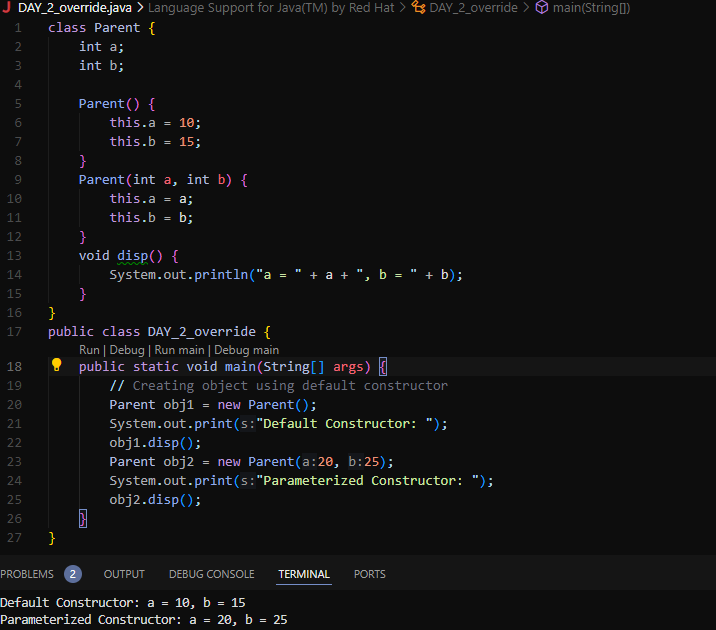 J DAY_2_override.java > Language Support for Java(TM) by Red Hat > DAY_2_override > main(String[])
1 class Parent {
2     int a;
3     int b;
4
5     Parent() {
6         this.a = 10;
7         this.b = 15;
8     }
9     Parent(int a, int b) {
10         this.a = a;
11         this.b = b;
12     }
13     void disp() {
14         System.out.println("a = " + a + ", b = " + b);
15     }
16 }
17 public class DAY_2_override {
Run | Debug | Run main | Debug main
18     public static void main(String[] args) {
19         // Creating object using default constructor
20         Parent obj1 = new Parent();
21         System.out.print(s:"Default Constructor: ");
22         obj1.disp();
23         Parent obj2 = new Parent(a:20, b:25);
24         System.out.print(s:"Parameterized Constructor: ");
25         obj2.disp();
26     }
27 }
PROBLEMS 2 OUTPUT DEBUG CONSOLE TERMINAL PORTS
Default Constructor: a = 10, b = 15
Parameterized Constructor: a = 20, b = 25